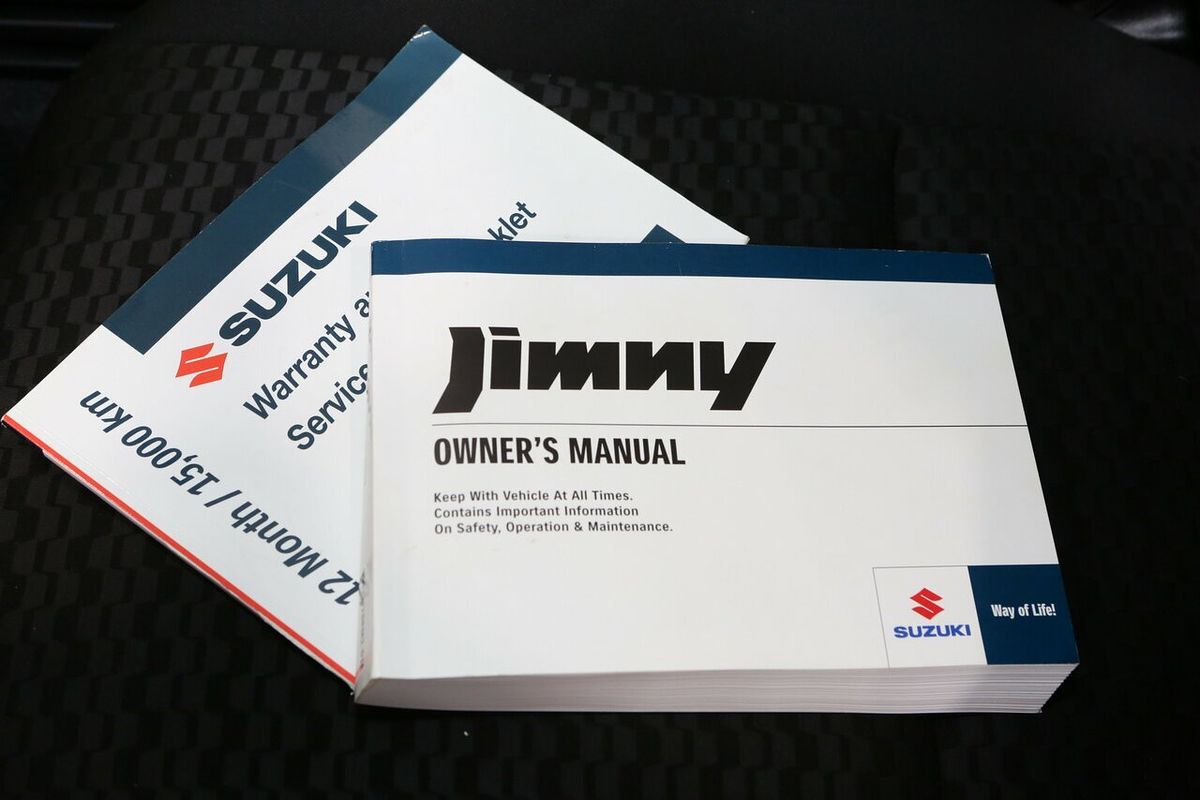 SUZUKI
Warranty
Service
klet
12 Month / 15,000 km
Jimny
OWNER'S MANUAL
Keep With Vehicle At All Times.
Contains Important Information
On Safety, Operation & Maintenance.
SUZUKI
Way of Life!